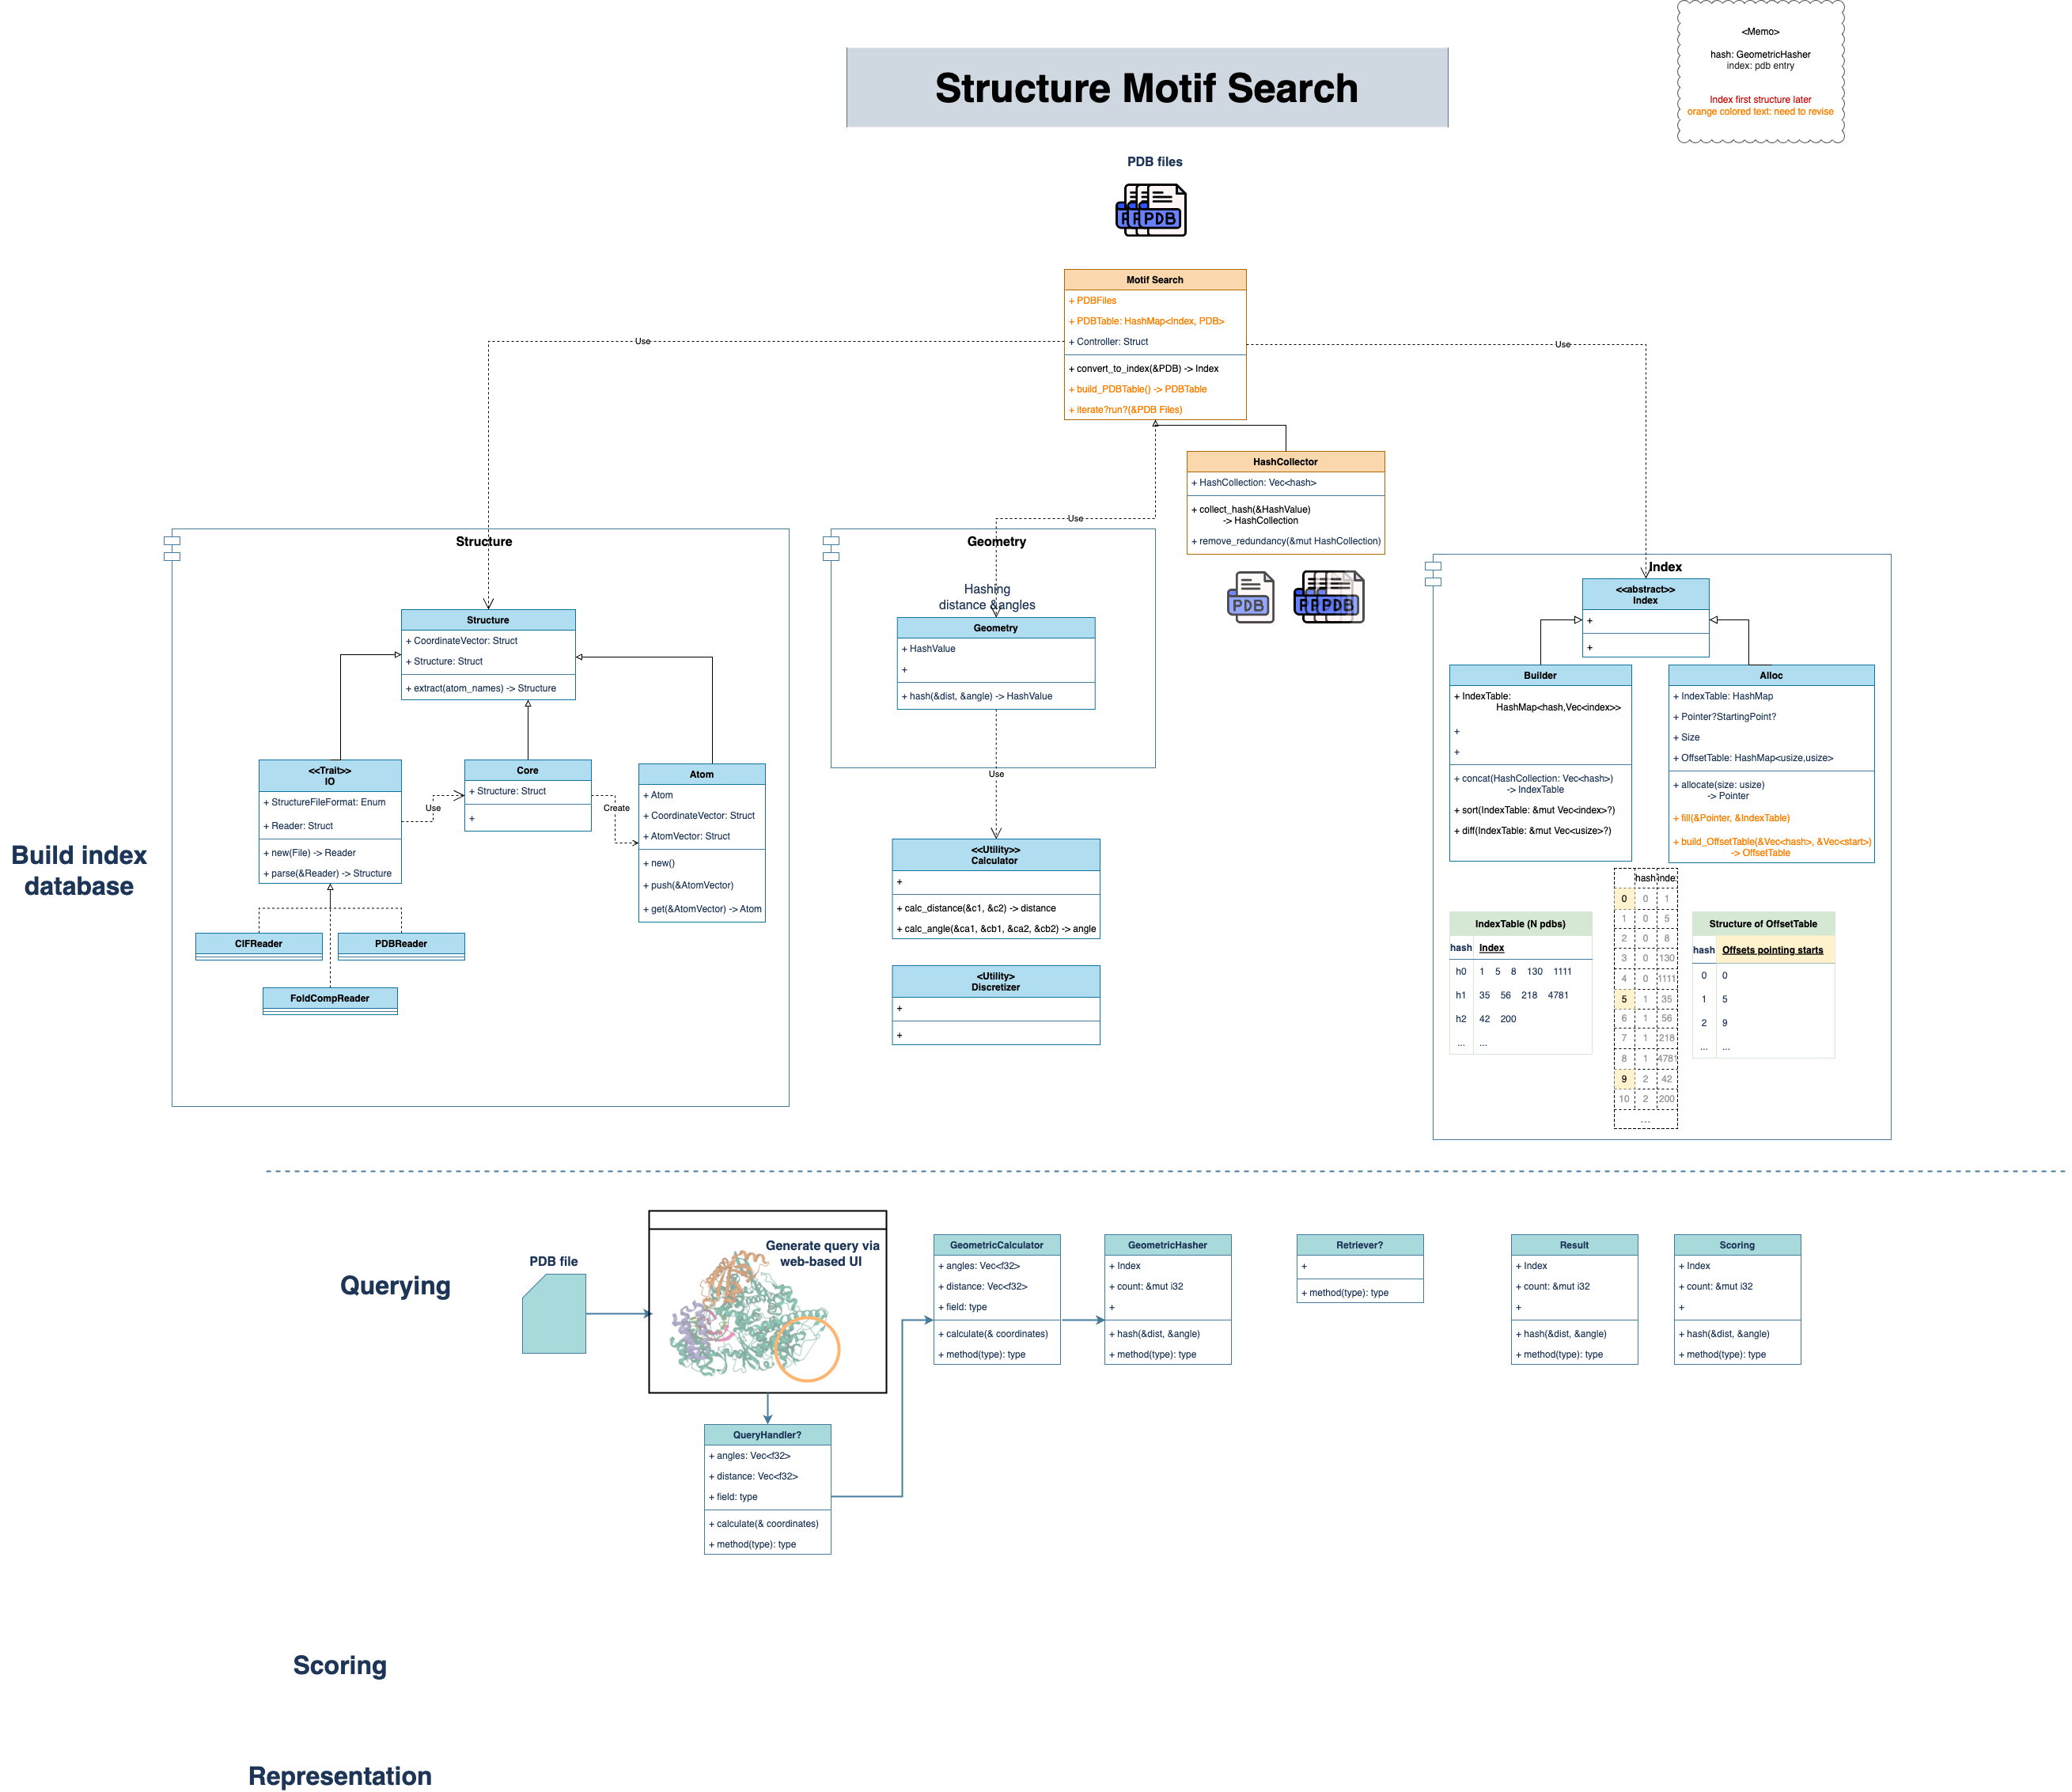 <Memo>
hash: GeometricHasher
index: pdb entry
Index first structure later
orange colored text: need to revise
Structure Motif Search
PDB files
PDB
Motif Search
+ PDBFiles
+ PDBTable: HashMap<Index, PDB>
+ Controller: Struct
+ convert_to_index(&PDB) -> Index
+ build_PDBTable() -> PDBTable
+ iterate?run?(&PDB Files)
Use
Use
Use
HashCollector
+ HashCollection: Vec<hash>
+ collect_hash(&HashValue)
-> HashCollection
+ remove_redundancy(&mut HashCollection)
PDB
PDB
Build index
database
Structure
Structure
+ CoordinateVector: Struct
+ Structure: Struct
+ extract(atom_names) -> Structure
<<Trait>>
IO
+ StructureFileFormat: Enum
+ Reader: Struct
+ new(File) -> Reader
+ parse(&Reader) -> Structure
Use
Core
+ Structure: Struct
+
Create
Atom
+ Atom
+ CoordinateVector: Struct
+ AtomVector: Struct
+ new()
+ push(&AtomVector)
+ get(&AtomVector) -> Atom
CIFReader
PDBReader
FoldCompReader
Geometry
Hashing
distance &angles
Geometry
+ HashValue
+
+ hash(&dist, &angle) -> HashValue
Use
<<Utility>>
Calculator
+
+ calc_distance(&c1, &c2) -> distance
+ calc_angle(&ca1, &cb1, &ca2, &cb2) -> angle
<Utility>
Discretizer
+
+
Index
<<abstract>>
Index
+
+
Builder
+ IndexTable:
HashMap<hash,Vec<index>>
+
+
+ concat(HashCollection: Vec<hash>)
-> IndexTable
+ sort(IndexTable: &mut Vec<index>?)
+ diff(IndexTable: &mut Vec<usize>?)
Alloc
+ IndexTable: HashMap
+ Pointer?StartingPoint?
+ Size
+ OffsetTable: HashMap<usize,usize>
+ allocate(size: usize)
-> Pointer
+ fill(&Pointer, &IndexTable)
+ build_OffsetTable(&Vec<hash>, &Vec<start>)
-> OffsetTable
IndexTable (N pdbs)
hash Index
h0 1 5 8 130 1111
h1 35 56 218 4781
h2 42 200
... ...
hash inde
0 0 1
1 0 5
2 0 8
3 0 130
4 0 1111
5 1 35
6 1 56
7 1 218
8 1 4781
9 2 42
10 2 200
...
Structure of OffsetTable
hash Offsets pointing starts
0 0
1 5
2 9
... ...
Querying
PDB file
Generate query via
web-based UI
QueryHandler?
+ angles: Vec<f32>
+ distance: Vec<f32>
+ field: type
+ calculate(& coordinates)
+ method(type): type
GeometricCalculator
+ angles: Vec<f32>
+ distance: Vec<f32>
+ field: type
+ calculate(& coordinates)
+ method(type): type
GeometricHasher
+ Index
+ count: &mut i32
+
+ hash(&dist, &angle)
+ method(type): type
Retriever?
+
+ method(type): type
Result
+ Index
+ count: &mut i32
+
+ hash(&dist, &angle)
+ method(type): type
Scoring
+ Index
+ count: &mut i32
+
+ hash(&dist, &angle)
+ method(type): type
Scoring
Representation